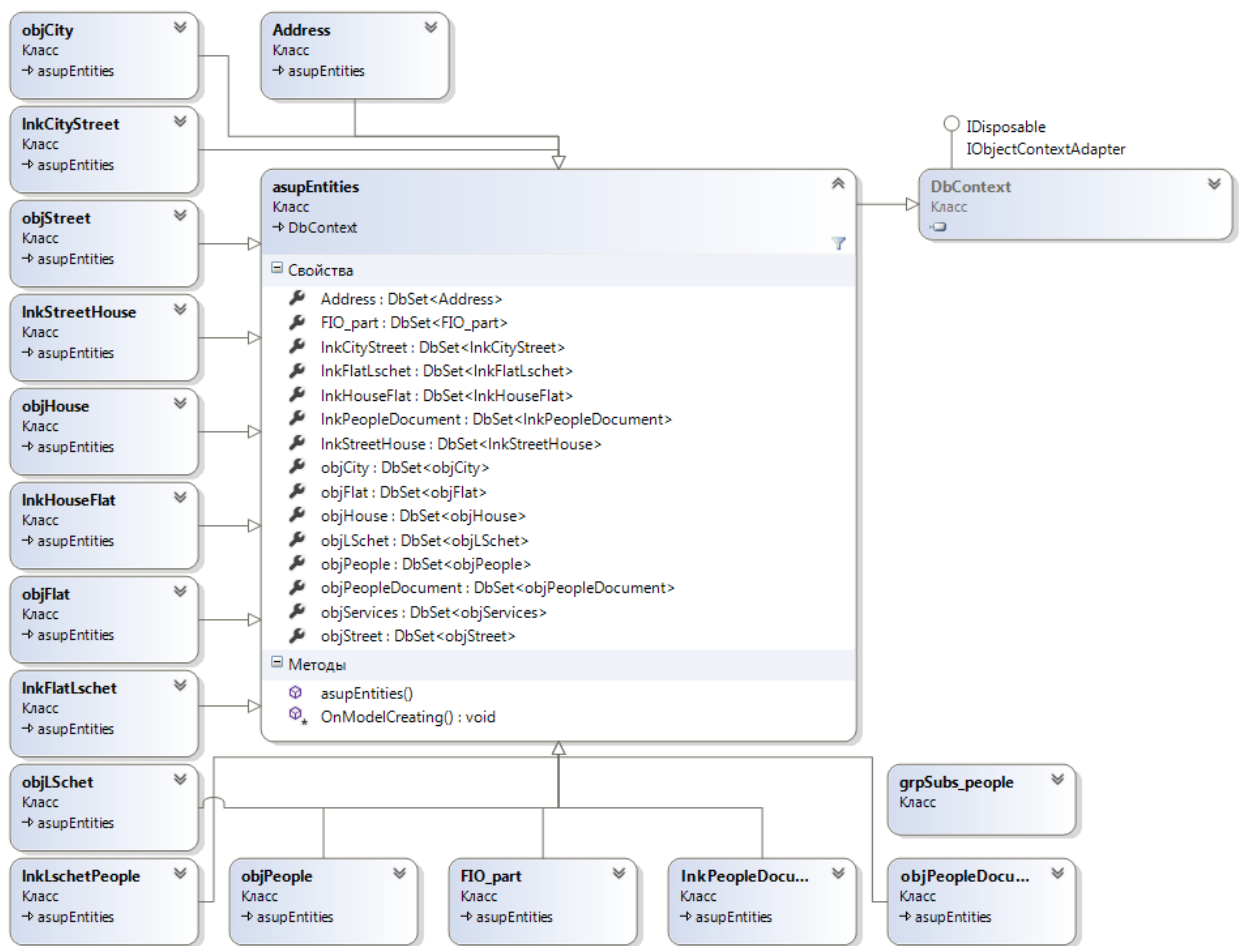 objCity
Класс
asupEntities
Address
Класс
asupEntities
lnkCityStreet
Класс
asupEntities
objStreet
Класс
asupEntities
lnkStreetHouse
Класс
asupEntities
objHouse
Класс
asupEntities
lnkHouseFlat
Класс
asupEntities
objFlat
Класс
asupEntities
lnkFlatLschet
Класс
asupEntities
objLSchet
Класс
asupEntities
lnkLschetPeople
Класс
asupEntities
asupEntities
Класс
DbContext
Свойства
Address : DbSet<Address>
FIO_part : DbSet<FIO_part>
lnkCityStreet : DbSet<lnkCityStreet>
lnkFlatLschet : DbSet<lnkFlatLschet>
lnkHouseFlat : DbSet<lnkHouseFlat>
lnkPeopleDocument : DbSet<lnkPeopleDocument>
lnkStreetHouse : DbSet<lnkStreetHouse>
objCity : DbSet<objCity>
objFlat : DbSet<objFlat>
objHouse : DbSet<objHouse>
objLSchet : DbSet<objLSchet>
objPeople : DbSet<objPeople>
objPeopleDocument : DbSet<objPeopleDocument>
objServices : DbSet<objServices>
objStreet : DbSet<objStreet>
Методы
asupEntities()
OnModelCreating() : void
IDisposable
IObjectContextAdapter
DbContext
Класс
grpSubs_people
Класс
objPeople
Класс
asupEntities
FIO_part
Класс
asupEntities
lnkPeopleDocu...
Класс
asupEntities
objPeopleDocu...
Класс
asupEntities